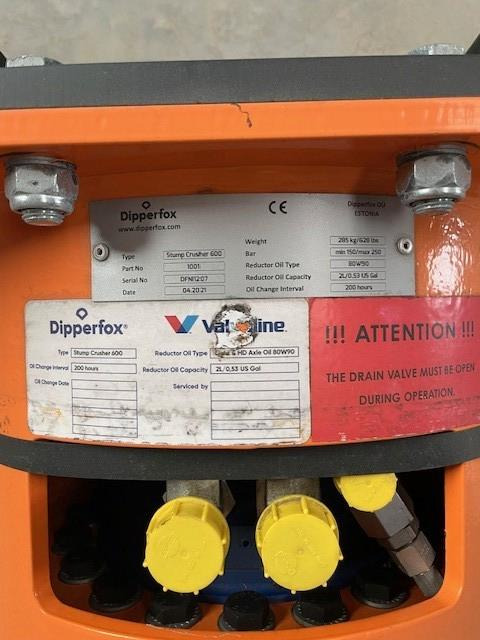 Dipperfox
www.dipperfox.com
CE
Dipperfox OÜ
ESTONIA
Type Stump Crusher 600
Part No 1001
Serial No
Date 04.20.21
Weight 285 kg/628 lbs
Bar min 150/max 250
Reductor Oil Type 80W90
Reductor Oil Capacity 2L/0.53 US Gal
Oil Change Interval 200 hours
Dipperfox®
Type Stump Crusher 600
Oil Change Interval 200 hours
Oil Change Date
Valvoline
Reductor Oil Type HD Axle Oil 80W90
Reductor Oil Capacity 2L/0,53 US Gal
Serviced by
!!! ATTENTION !!!
THE DRAIN VALVE MUST BE OPEN
DURING OPERATION.